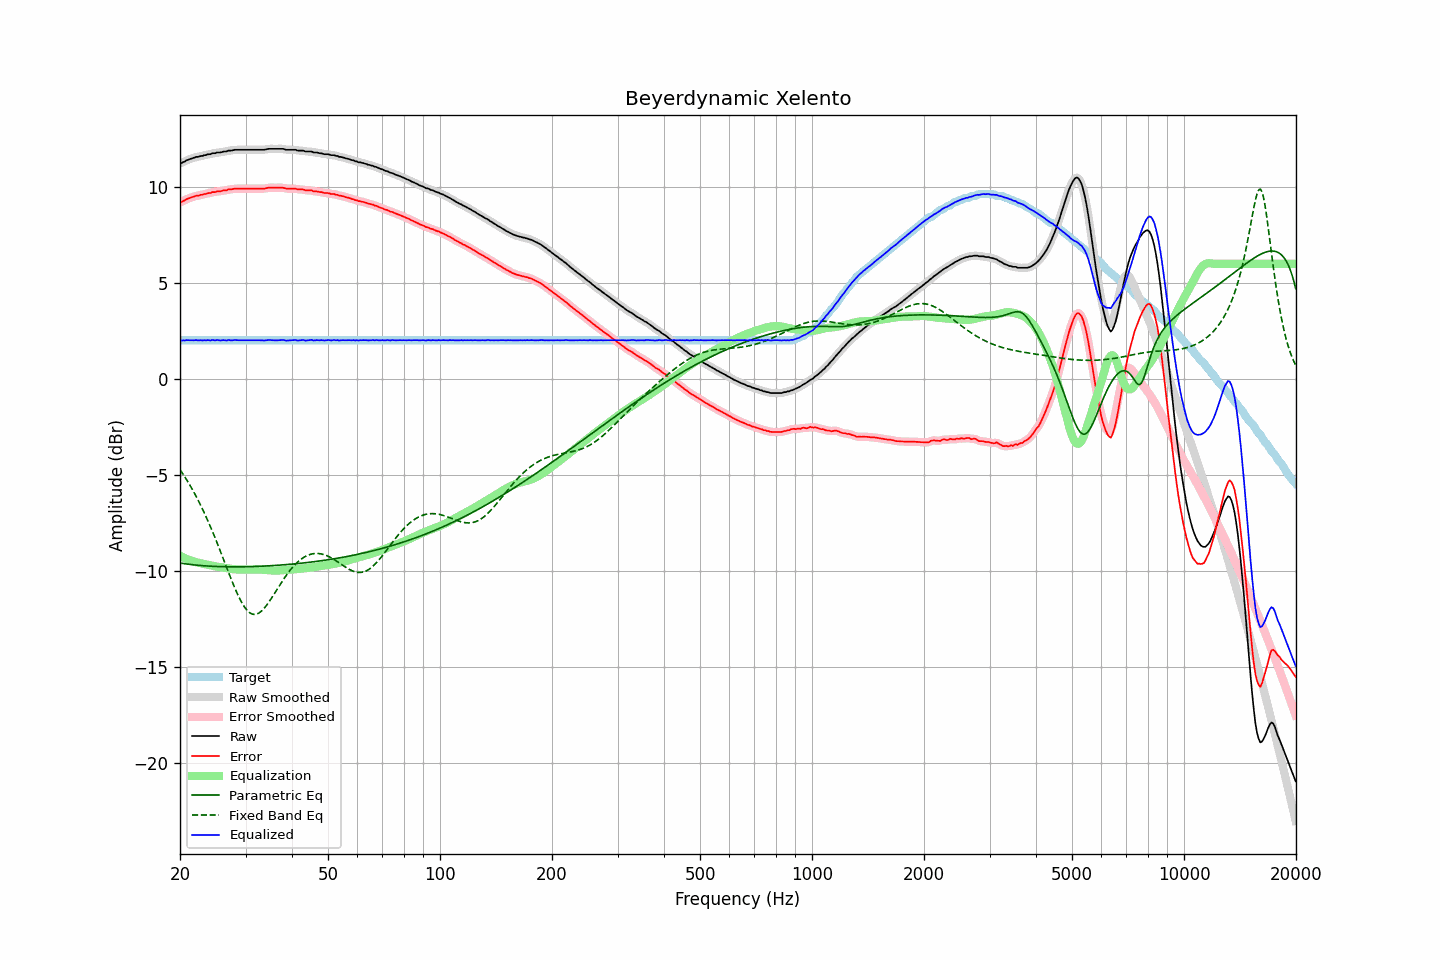 Beyerdynamic Xelento
10
5
0
−5
−10
−15
−20
Amplitude (dBr)
Target
Raw Smoothed
Error Smoothed
Raw
Error
Equalization
Parametric Eq
Fixed Band Eq
Equalized
20 50 100 200 500 1000 2000 5000 10000 20000
Frequency (Hz)